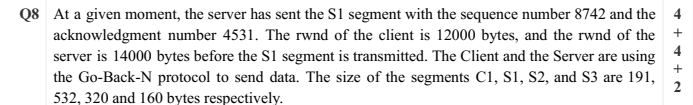 Q8 At a given moment, the server has sent the S1 segment with the sequence number 8742 and the 4
acknowledgment number 4531. The rwnd of the client is 12000 bytes, and the rwnd of the +
server is 14000 bytes before the S1 segment is transmitted. The Client and the Server are using 4
the Go-Back-N protocol to send data. The size of the segments C1, S1, S2, and S3 are 191, +
532, 320 and 160 bytes respectively. 2